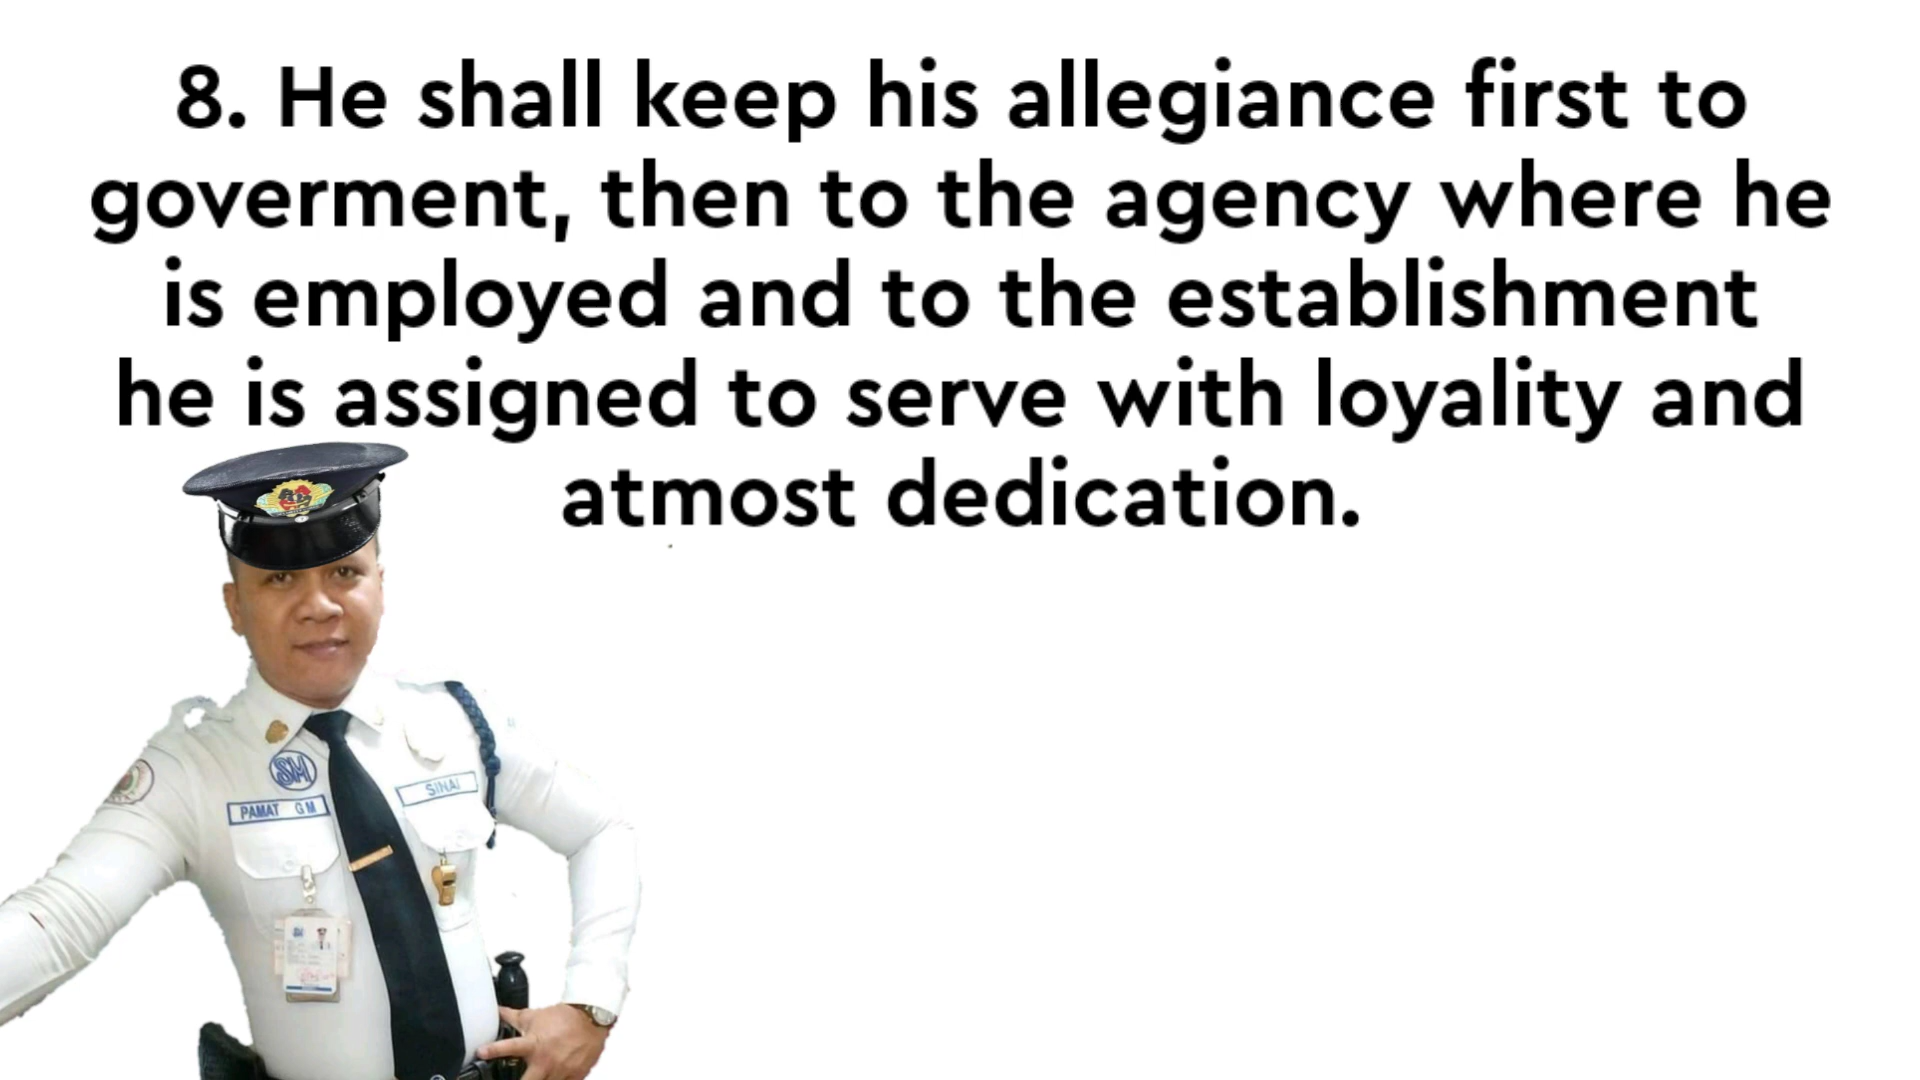 8. He shall keep his allegiance first to
goverment, then to the agency where he
is employed and to the establishment
he is assigned to serve with loyality and
atmost dedication.
SM
PAMAT GM
SINAI